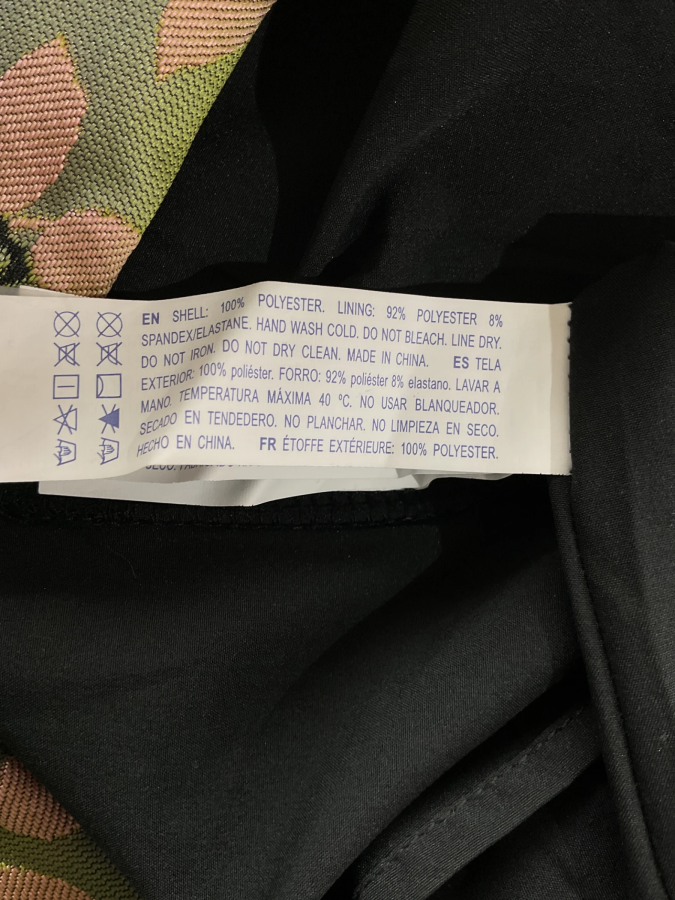 EN SHELL: 100% POLYESTER. LINING: 92% POLYESTER 8%
SPANDEX/ELASTANE. HAND WASH COLD. DO NOT BLEACH. LINE DRY.
DO NOT IRON. DO NOT DRY CLEAN. MADE IN CHINA. ES TELA
EXTERIOR: 100% poliéster. FORRO: 92% poliéster 8% elastano. LAVAR A
MANO. TEMPERATURA MÁXIMA 40 ºC. NO USAR BLANQUEADOR.
SECADO EN TENDEDERO. NO PLANCHAR. NO LIMPIEZA EN SECO.
HECHO EN CHINA. FR ÉTOFFE EXTÉRIEURE: 100% POLYESTER.
SECO.